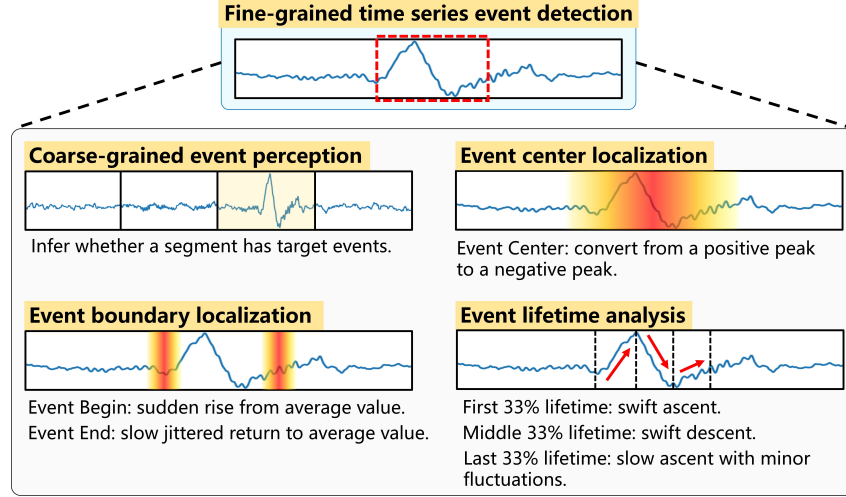 Fine-grained time series event detection
Coarse-grained event perception
Infer whether a segment has target events.
Event center localization
Event Center: convert from a positive peak
to a negative peak.
Event boundary localization
Event Begin: sudden rise from average value.
Event End: slow jittered return to average value.
Event lifetime analysis
First 33% lifetime: swift ascent.
Middle 33% lifetime: swift descent.
Last 33% lifetime: slow ascent with minor
fluctuations.